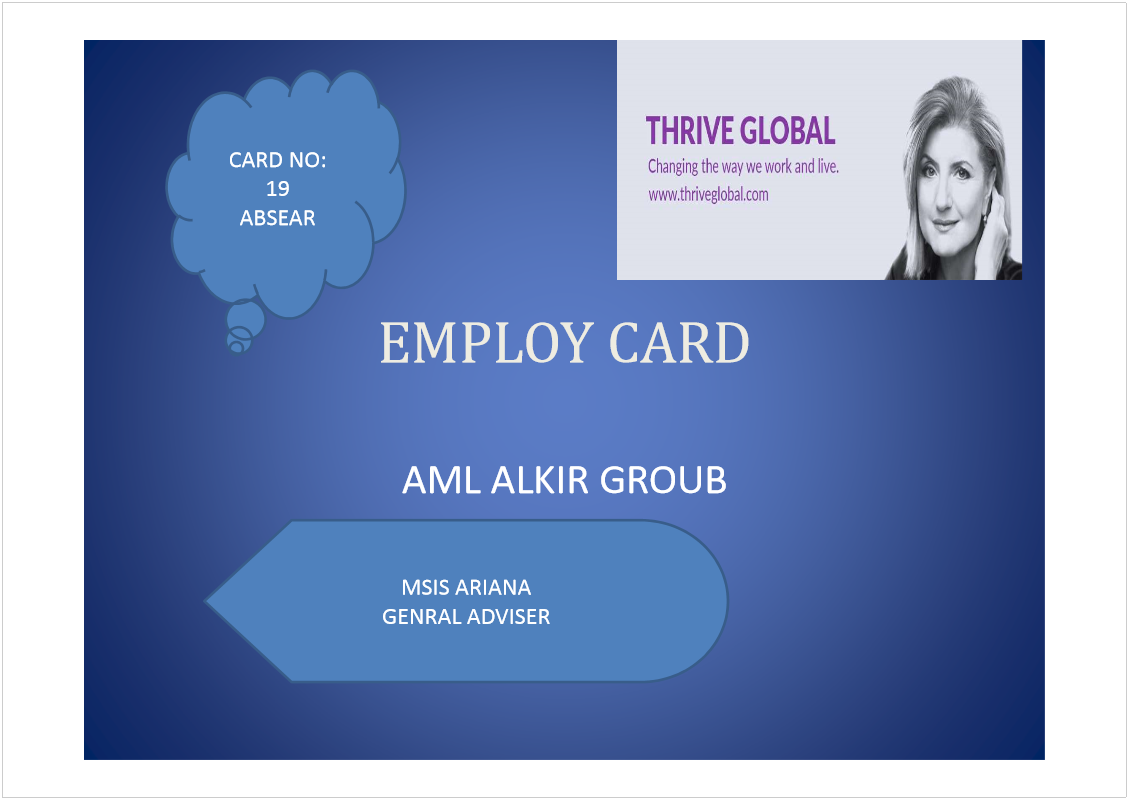 CARD NO:
19
ABSEAR
THRIVE GLOBAL
Changing the way we work and live.
www.thriveglobal.com
EMPLOY CARD
AML ALKIR GROUB
MSIS ARIANA
GENRAL ADVISER